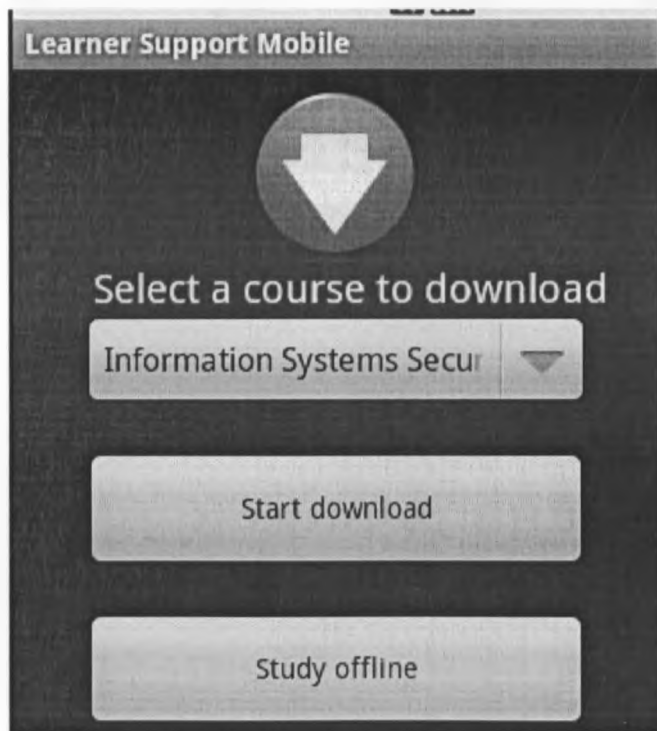 Learner Support Mobile
Select a course to download
Information Systems Secur
Start download
Study offline